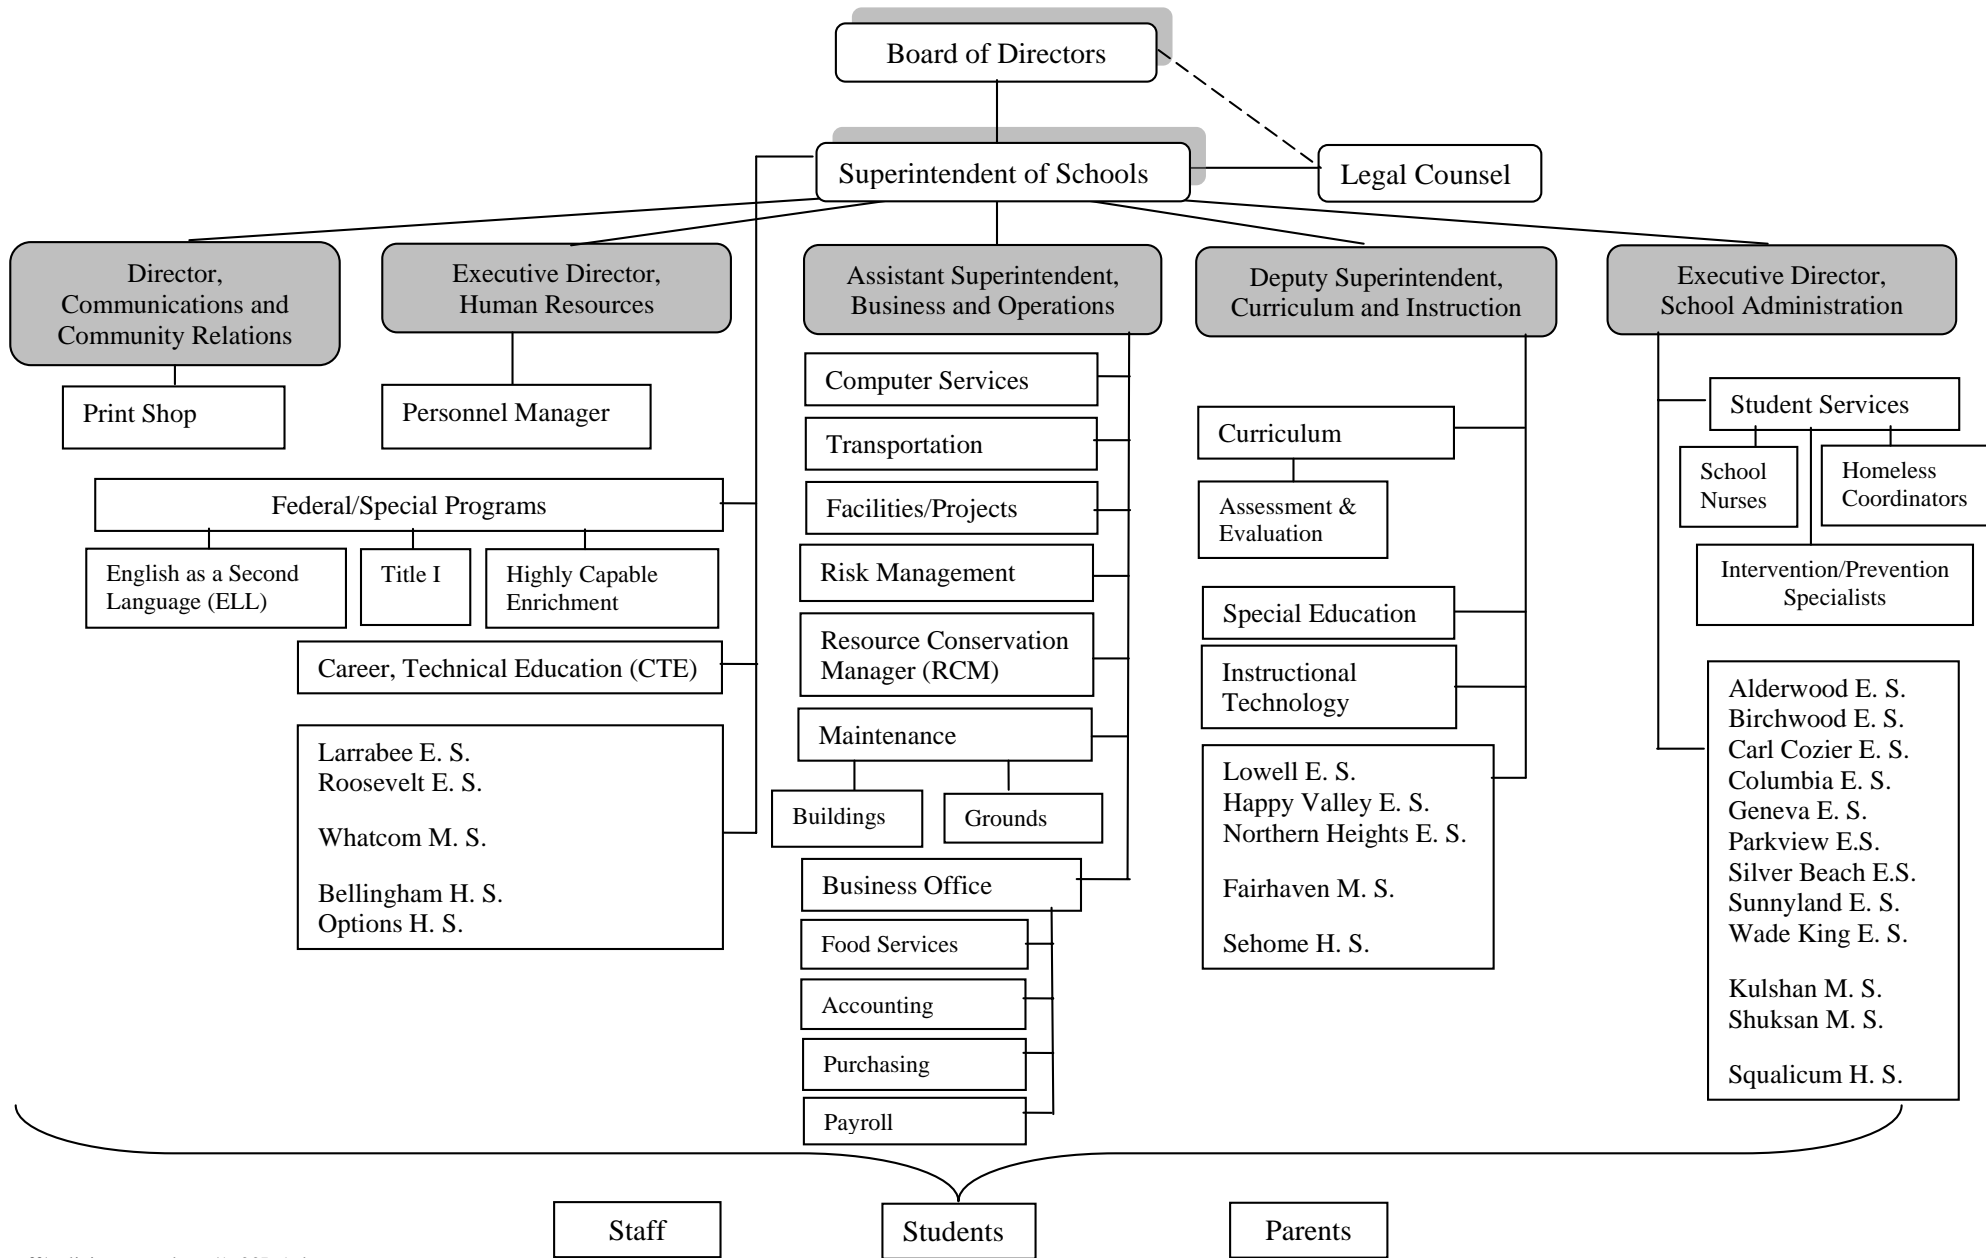 Board of Directors
Superintendent of Schools
Legal Counsel
Director,
Communications and
Community Relations
Executive Director,
Human Resources
Assistant Superintendent,
Business and Operations
Deputy Superintendent,
Curriculum and Instruction
Executive Director,
School Administration
Print Shop
Personnel Manager
Federal/Special Programs
English as a Second
Language (ELL)
Title I
Highly Capable
Enrichment
Career, Technical Education (CTE)
Larrabee E. S.
Roosevelt E. S.
Whatcom M. S.
Bellingham H. S.
Options H. S.
Computer Services
Transportation
Facilities/Projects
Risk Management
Resource Conservation
Manager (RCM)
Maintenance
Buildings
Grounds
Business Office
Food Services
Accounting
Purchasing
Payroll
Curriculum
Assessment &
Evaluation
Special Education
Instructional
Technology
Lowell E. S.
Happy Valley E. S.
Northern Heights E. S.
Fairhaven M. S.
Sehome H. S.
Student Services
School
Nurses
Homeless
Coordinators
Intervention/Prevention
Specialists
Alderwood E. S.
Birchwood E. S.
Carl Cozier E. S.
Columbia E. S.
Geneva E. S.
Parkview E.S.
Silver Beach E.S.
Sunnyland E. S.
Wade King E. S.
Kulshan M. S.
Shuksan M. S.
Squalicum H. S.
Staff
Students
Parents